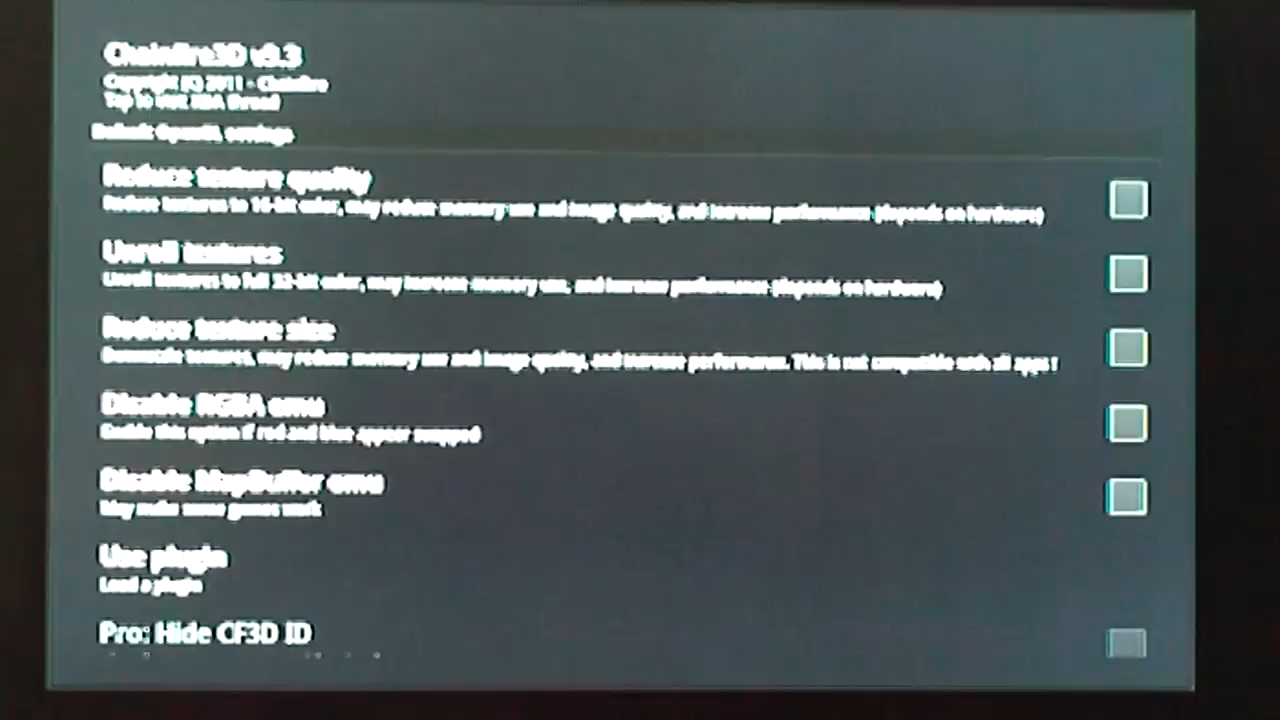 Chainfire3D v3.3
Copyright (C) 2011 - Chainfire
Tap to visit XDA thread
Default OpenGL settings
Reduce texture quality
Reduce textures to 16-bit color, may reduce memory use and image quality, and increase performance (depends on hardware)
Unroll textures
Unroll textures to full 32-bit color, may increase memory use, and increase performance (depends on hardware)
Reduce texture size
Downscale textures, may reduce memory use and image quality, and increase performance. This is not compatible with all apps !
Disable RGBA emu
Enable this option if red and blue appear swapped
Disable MapBuffer emu
May make some games work
Use plugin
Load a plugin
Pro: Hide CF3D ID